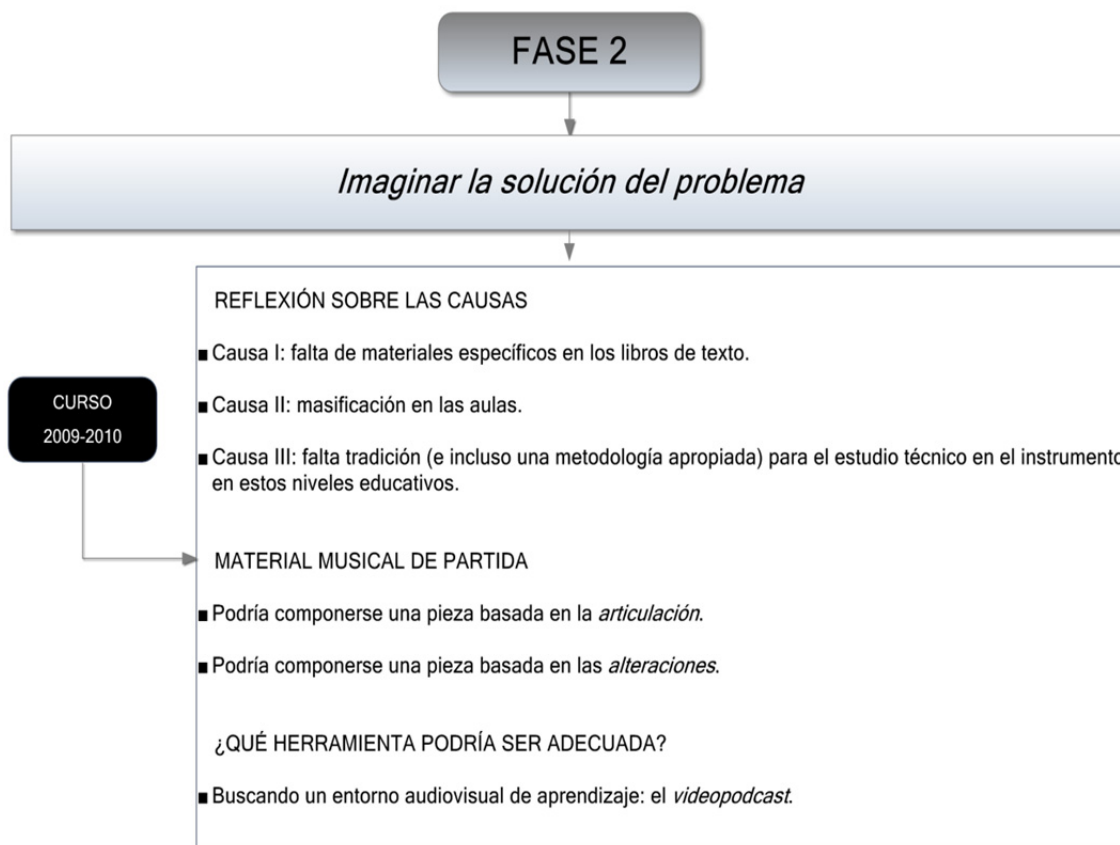 FASE 2
Imaginar la solución del problema
REFLEXIÓN SOBRE LAS CAUSAS
■ Causa I: falta de materiales específicos en los libros de texto.
■ Causa II: masificación en las aulas.
■ Causa III: falta tradición (e incluso una metodología apropiada) para el estudio técnico en el instrumento
en estos niveles educativos.
CURSO
2009-2010
MATERIAL MUSICAL DE PARTIDA
■ Podría componerse una pieza basada en la articulación.
■ Podría componerse una pieza basada en las alteraciones.
¿QUÉ HERRAMIENTA PODRÍA SER ADECUADA?
■ Buscando un entorno audiovisual de aprendizaje: el videopodcast.